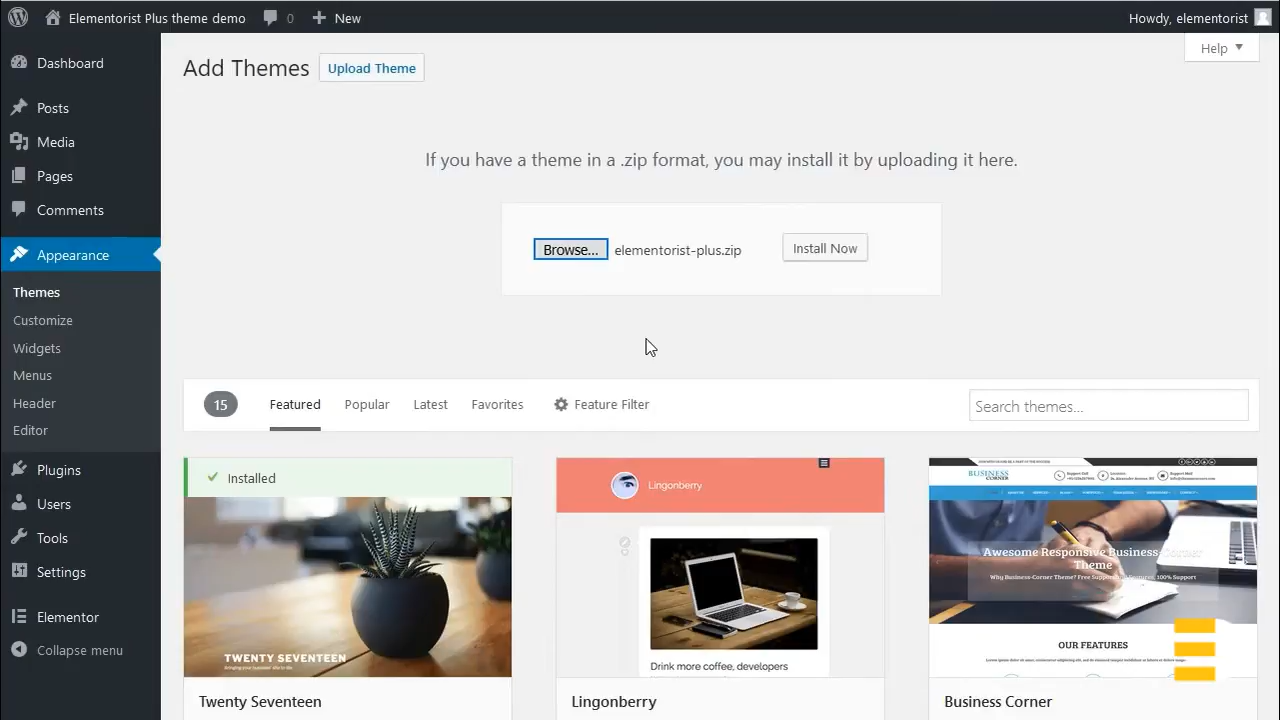 Elementorist Plus theme demo
0
New
Howdy, elementorist
Dashboard
Posts
Media
Pages
Comments
Appearance
Themes
Customize
Widgets
Menus
Header
Editor
Plugins
Users
Tools
Settings
Elementor
Collapse menu
Help
Add Themes
Upload Theme
If you have a theme in a .zip format, you may install it by uploading it here.
Browse...
elementorist-plus.zip
Install Now
15
Featured
Popular
Latest
Favorites
Feature Filter
Search themes...
Installed
TWENTY SEVENTEEN
Twenty Seventeen
Lingonberry
Drink more coffee, developers
Lingonberry
BUSINESS
CORNER
Awesome Responsive Business-Corner
Theme
OUR FEATURES
Business Corner